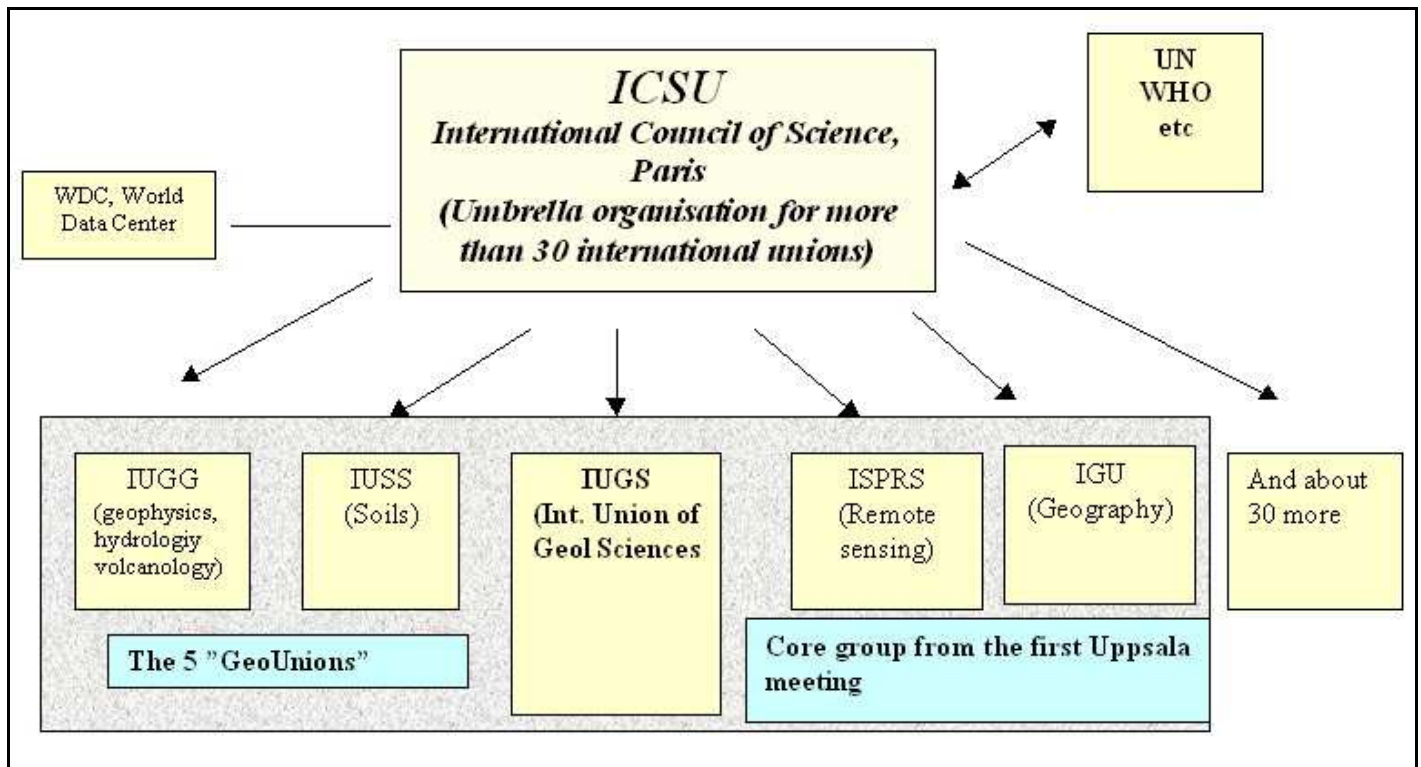 ICSU
International Council of Science,
Paris
(Umbrella organisation for more
than 30 international unions)
UN
WHO
etc
WDC, World
Data Center
IUGG
(geophysics,
hydrologiy
volcanology)
IUSS
(Soils)
IUGS
(Int. Union of
Geol Sciences
ISPRS
(Remote
sensing)
IGU
(Geography)
And about
30 more
The 5 ”GeoUnions”
Core group from the first Uppsala
meeting